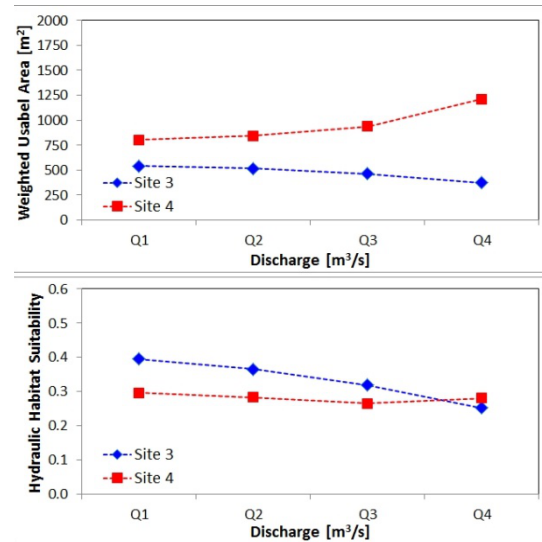 Weighted Usabel Area [m²]
2000
1750
1500
1250
1000
750
500
250
0
Site 3
Site 4
Q1 Q2 Q3 Q4
Discharge [m³/s]
Hydraulic Habitat Suitability
0.6
0.5
0.4
0.3
0.2
0.1
0.0
Site 3
Site 4
Q1 Q2 Q3 Q4
Discharge [m³/s]